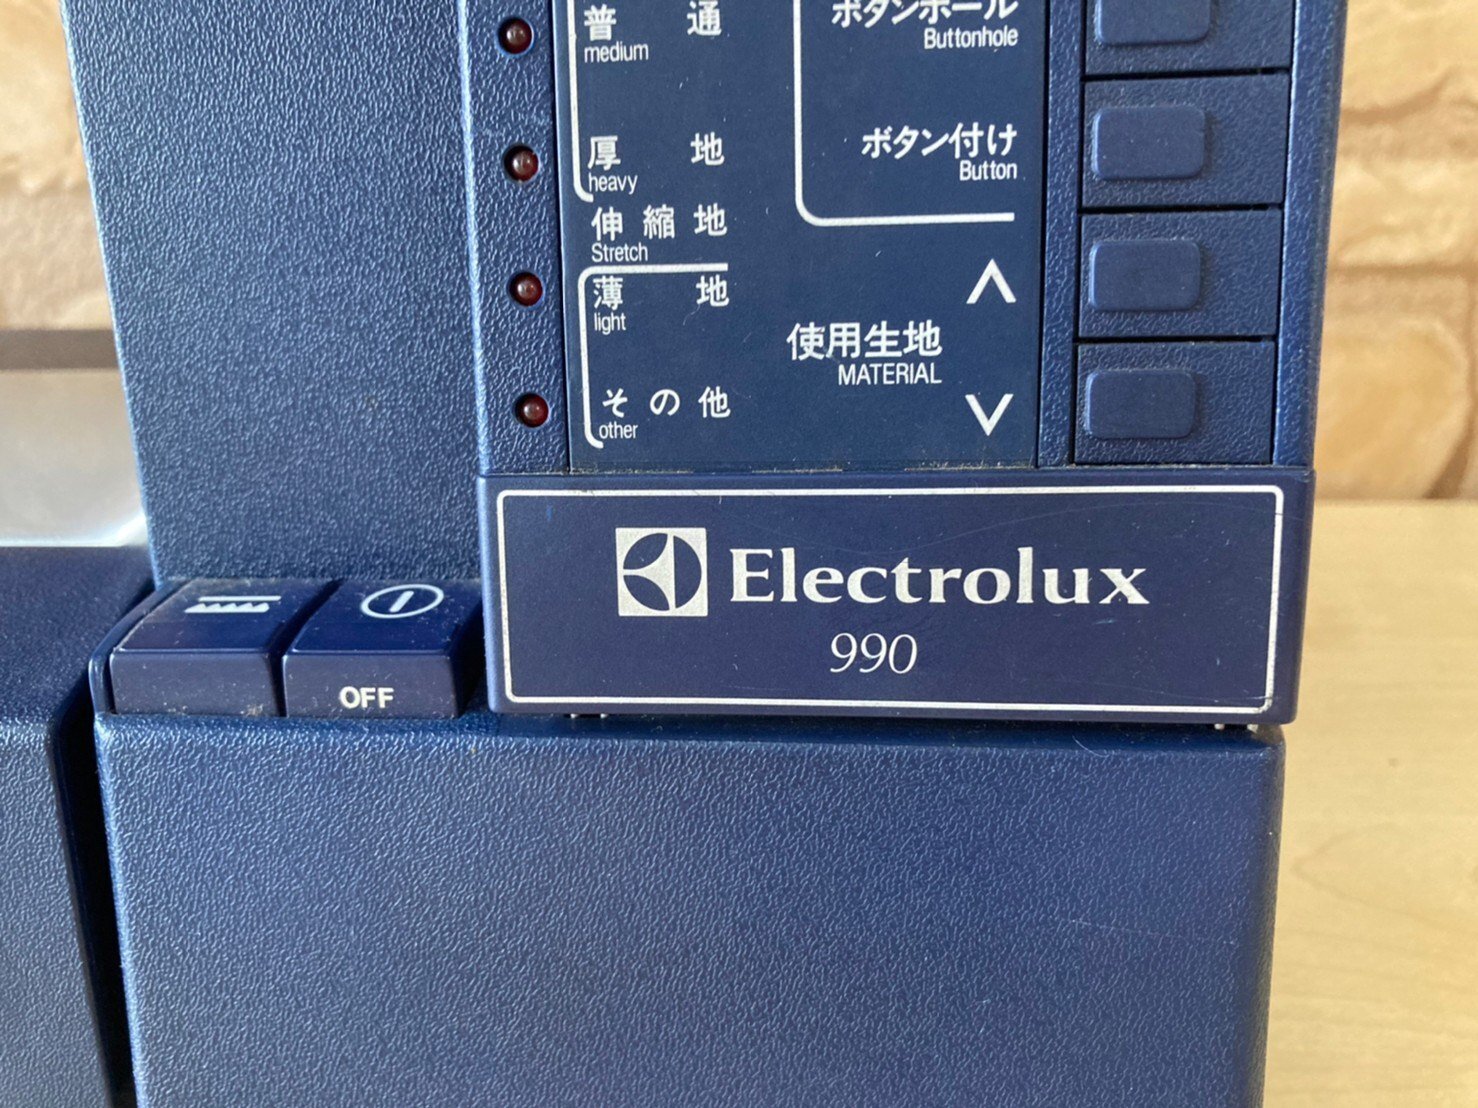 普通
medium
厚地
heavy
伸縮地
Stretch
薄地
light
その他
other
ボタンホール
Buttonhole
ボタン付け
Button
使用生地
MATERIAL
OFF
Electrolux
990